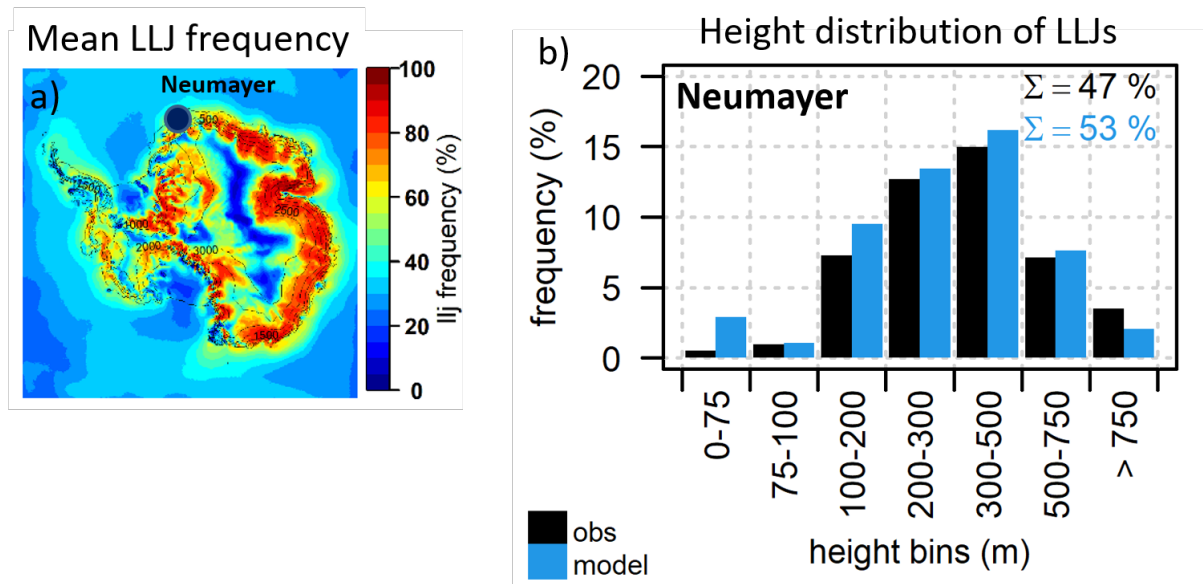 Mean LLJ frequency
a)
Neumayer
500
1500
1000
2000
3000
2500
1500
100
80
60
40
20
0
llj frequency (%)
Height distribution of LLJs
b)
Neumayer
Σ = 47 %
Σ = 53 %
20
15
10
5
0
frequency (%)
0-75
75-100
100-200
200-300
300-500
500-750
> 750
height bins (m)
obs
model